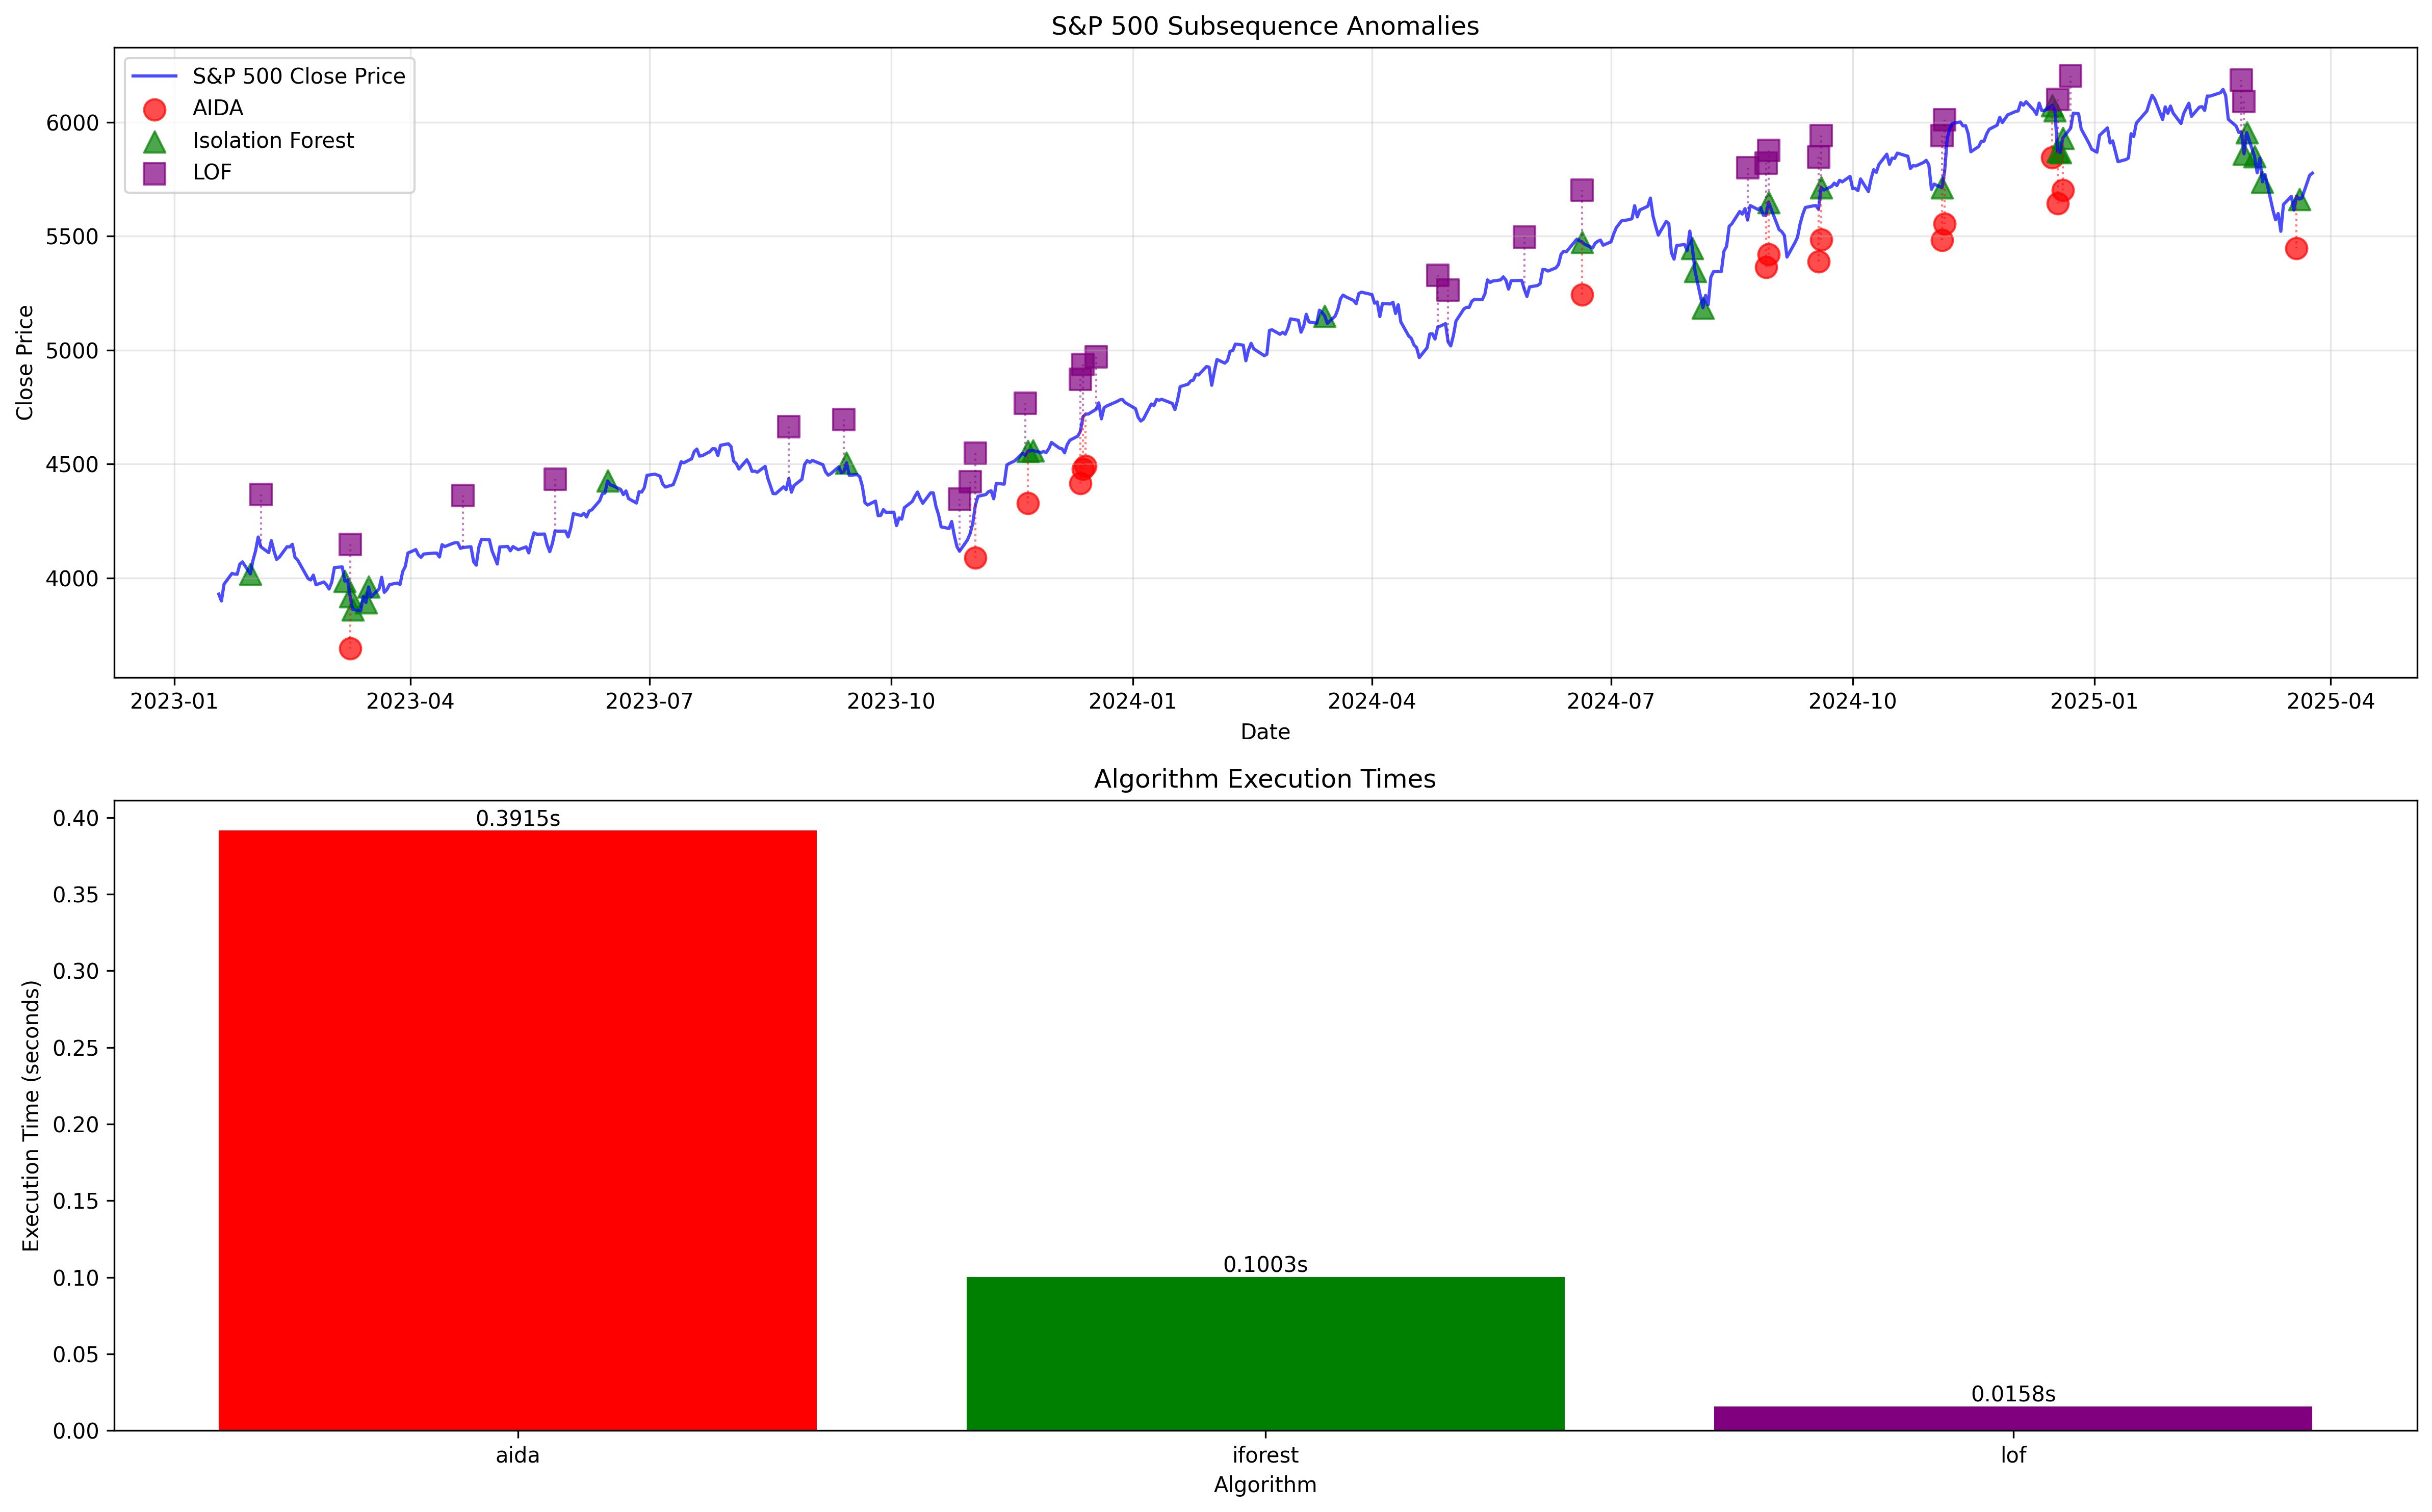 S&P 500 Subsequence Anomalies
S&P 500 Close Price
AIDA
Isolation Forest
LOF
Close Price
6000
5500
5000
4500
4000
2023-01 2023-04 2023-07 2023-10 2024-01 2024-04 2024-07 2024-10 2025-01 2025-04
Date
Algorithm Execution Times
Execution Time (seconds)
0.40
0.35
0.30
0.25
0.20
0.15
0.10
0.05
0.00
0.3915s
0.1003s
0.0158s
aida iforest lof
Algorithm